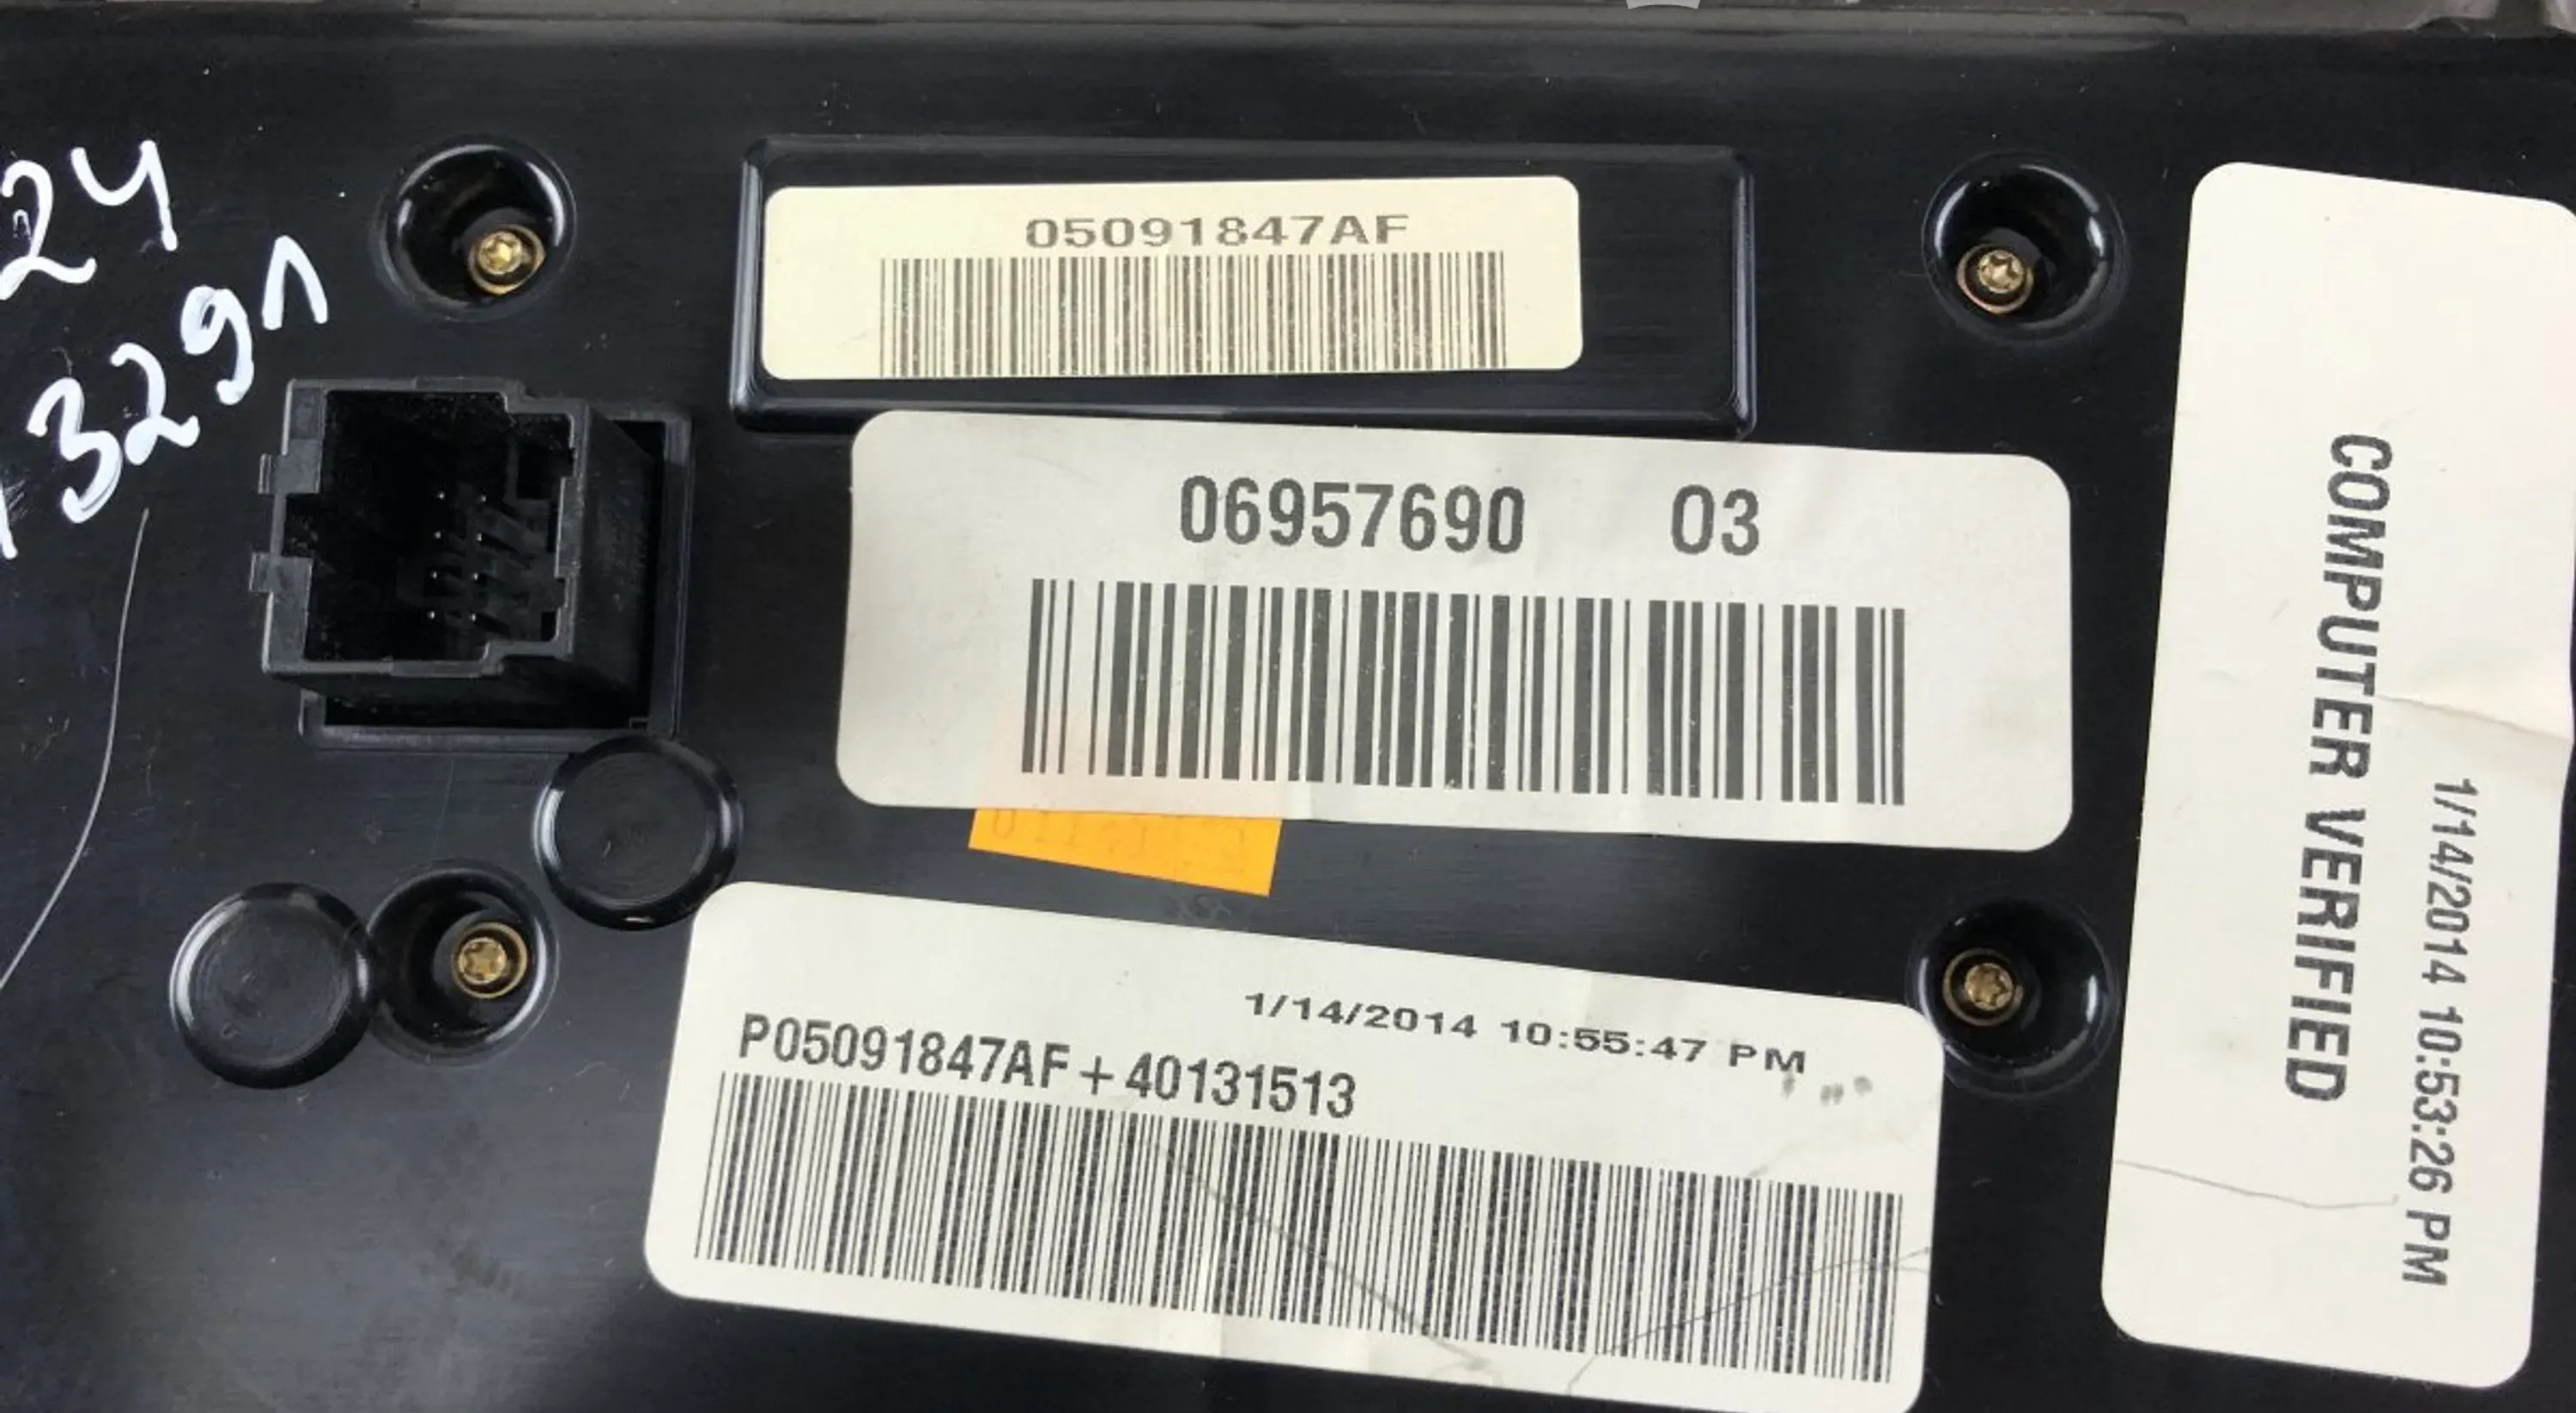 24
329л
05091847AF
06957690 03
1/14/2014 10:55:47 PM
P05091847AF+40131513
COMPUTER VERIFIED
1/14/2014 10:53:26 PM